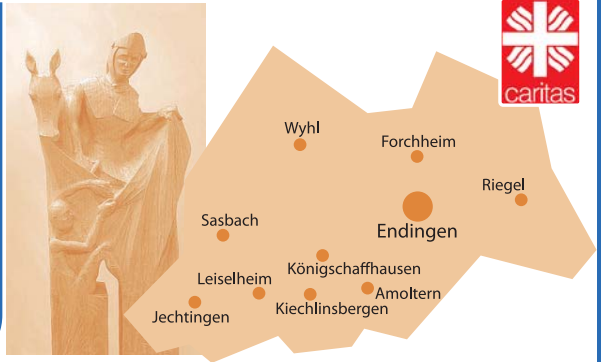 caritas
Wyhl
Forchheim
Riegel
Sasbach
Endingen
Königschaffhausen
Leiselheim
Amoltern
Kiechlinsbergen
Jechtingen